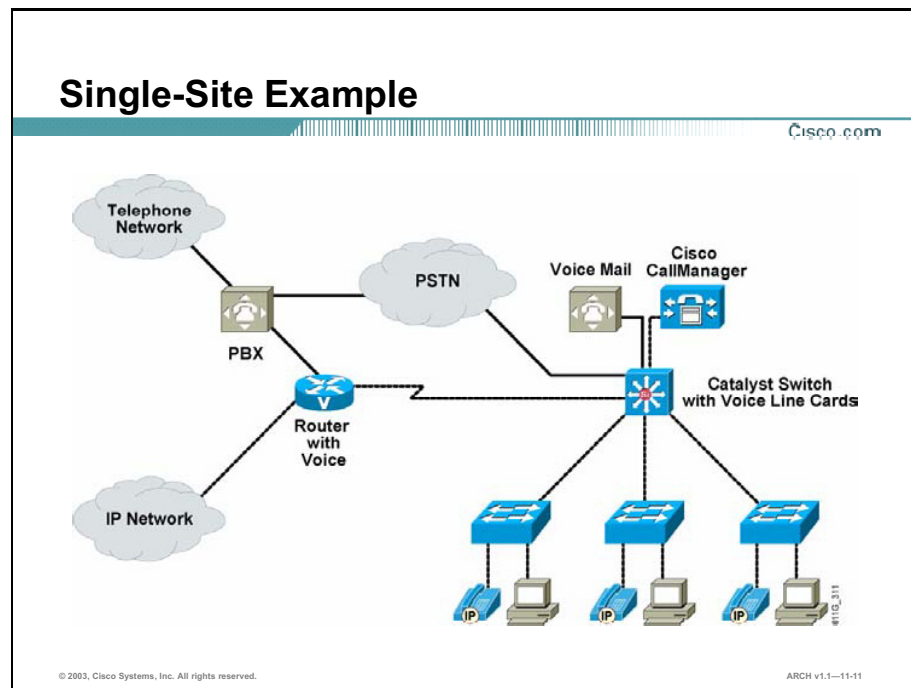 Single-Site Example
Cisco.com
Telephone
Network
PSTN
Voice Mail
Cisco
CallManager
PBX
Catalyst Switch
with Voice Line Cards
V
Router
with
Voice
IP Network
IP
IP
IP
© 2003, Cisco Systems, Inc. All rights reserved.
ARCH v1.1—11-11